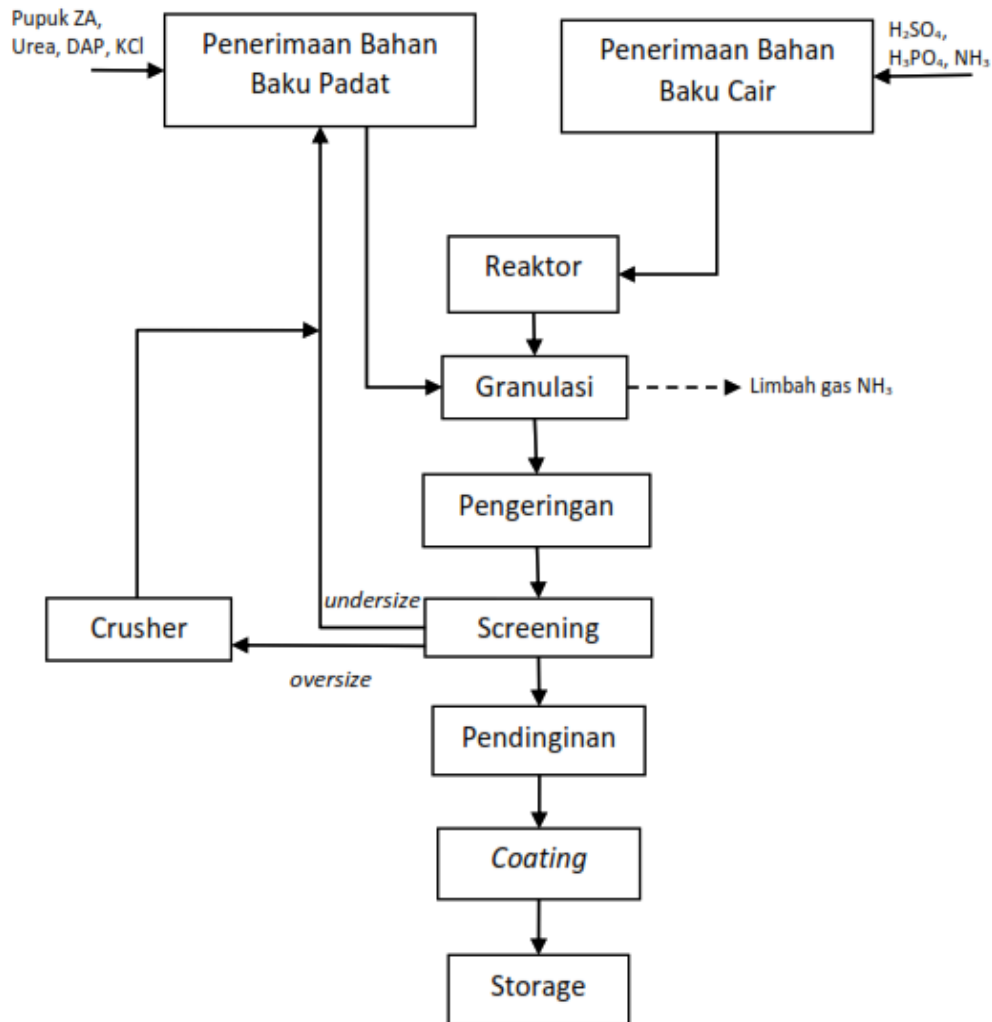 Pupuk ZA,
Urea, DAP, KCl
Penerimaan Bahan
Baku Padat
Penerimaan Bahan
Baku Cair
H₂SO₄,
H₃PO₄, NH₃
Reaktor
Granulasi
Limbah gas NH₃
Pengeringan
undersize
Crusher
Screening
oversize
Pendinginan
Coating
Storage